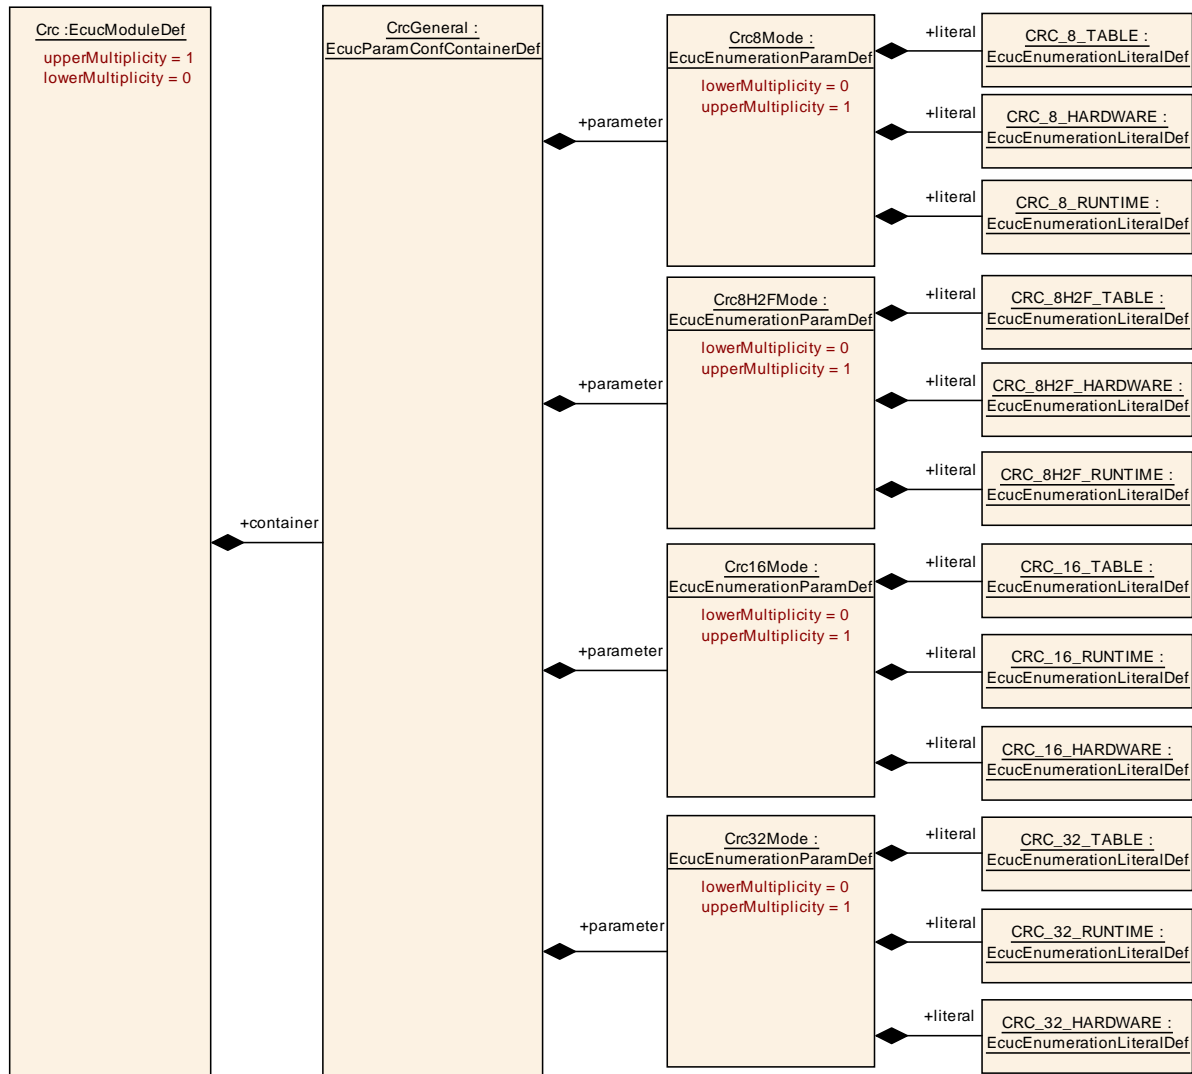 Crc :EcucModuleDef
upperMultiplicity = 1
lowerMultiplicity = 0
+container
CrcGeneral :
EcucParamConfContainerDef
+parameter
Crc8Mode :
EcucEnumerationParamDef
lowerMultiplicity = 0
upperMultiplicity = 1
+literal
CRC_8_TABLE :
EcucEnumerationLiteralDef
+literal
CRC_8_HARDWARE :
EcucEnumerationLiteralDef
+literal
CRC_8_RUNTIME :
EcucEnumerationLiteralDef
+parameter
Crc8H2FMode :
EcucEnumerationParamDef
lowerMultiplicity = 0
upperMultiplicity = 1
+literal
CRC_8H2F_TABLE :
EcucEnumerationLiteralDef
+literal
CRC_8H2F_HARDWARE :
EcucEnumerationLiteralDef
+literal
CRC_8H2F_RUNTIME :
EcucEnumerationLiteralDef
+parameter
Crc16Mode :
EcucEnumerationParamDef
lowerMultiplicity = 0
upperMultiplicity = 1
+literal
CRC_16_TABLE :
EcucEnumerationLiteralDef
+literal
CRC_16_RUNTIME :
EcucEnumerationLiteralDef
+literal
CRC_16_HARDWARE :
EcucEnumerationLiteralDef
+parameter
Crc32Mode :
EcucEnumerationParamDef
lowerMultiplicity = 0
upperMultiplicity = 1
+literal
CRC_32_TABLE :
EcucEnumerationLiteralDef
+literal
CRC_32_RUNTIME :
EcucEnumerationLiteralDef
+literal
CRC_32_HARDWARE :
EcucEnumerationLiteralDef